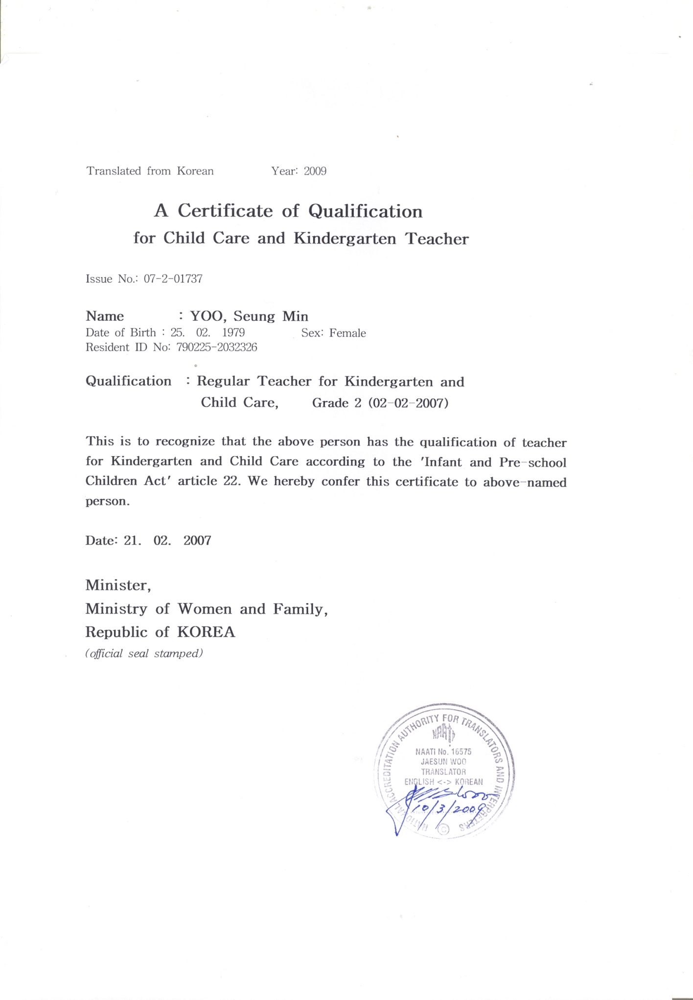 Translated from Korean Year: 2009
A Certificate of Qualification
for Child Care and Kindergarten Teacher
Issue No.: 07-2-01737
Name : YOO, Seung Min
Date of Birth : 25. 02. 1979 Sex: Female
Resident ID No: 790225-2032326
Qualification : Regular Teacher for Kindergarten and
Child Care, Grade 2 (02-02-2007)
This is to recognize that the above person has the qualification of teacher
for Kindergarten and Child Care according to the 'Infant and Pre-school
Children Act' article 22. We hereby confer this certificate to above-named
person.
Date: 21. 02. 2007
Minister,
Ministry of Women and Family,
Republic of KOREA
(official seal stamped)
NATIONAL ACCREDITATION AUTHORITY FOR TRANSLATORS AND INTERPRETERS
NAATI
NAATI No. 16575
JAESUN WOO
TRANSLATOR
ENGLISH <-> KOREAN
10/3/2009
©